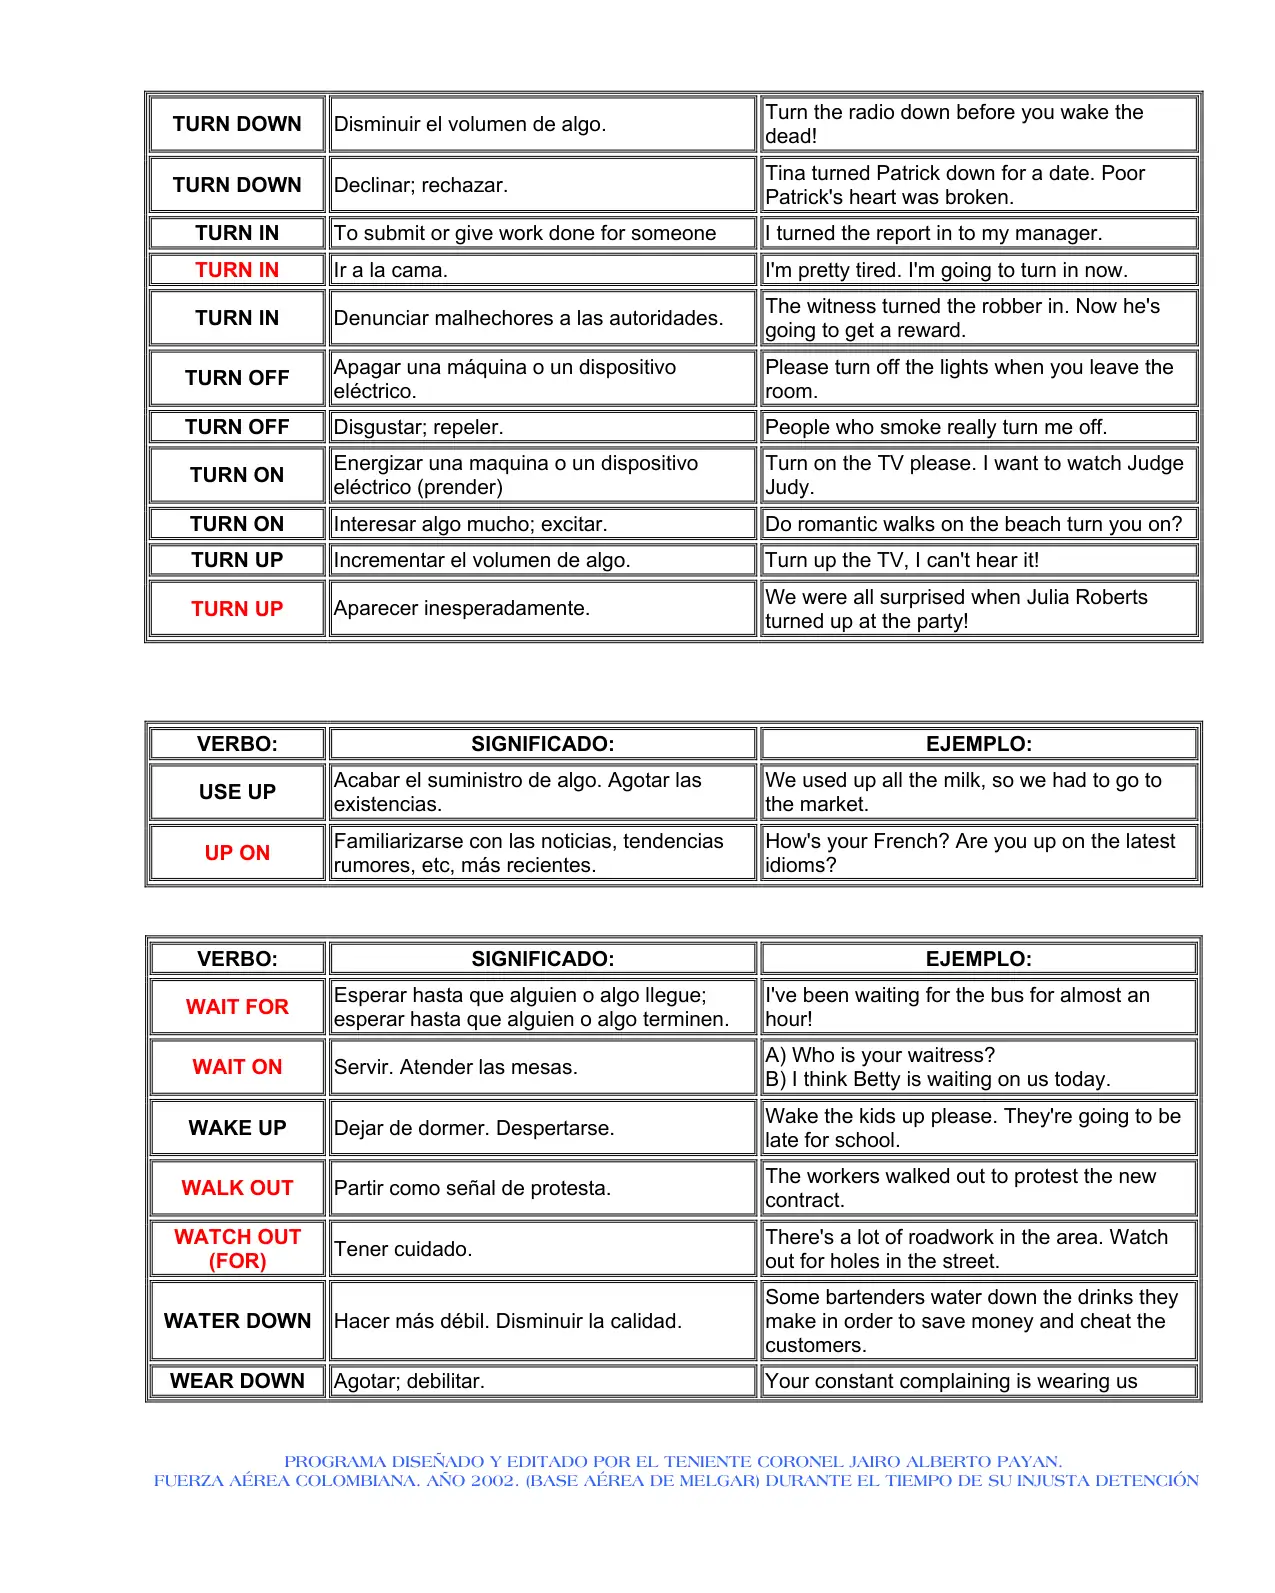 TURN DOWN
Disminuir el volumen de algo.
Turn the radio down before you wake the
dead!
TURN DOWN
Declinar; rechazar.
Tina turned Patrick down for a date. Poor
Patrick's heart was broken.
TURN IN
To submit or give work done for someone
I turned the report in to my manager.
TURN IN
Ir a la cama.
I'm pretty tired. I'm going to turn in now.
TURN IN
Denunciar malhechores a las autoridades.
The witness turned the robber in. Now he's
going to get a reward.
TURN OFF
Apagar una máquina o un dispositivo
eléctrico.
Please turn off the lights when you leave the
room.
TURN OFF
Disgustar; repeler.
People who smoke really turn me off.
TURN ON
Energizar una maquina o un dispositivo
eléctrico (prender)
Turn on the TV please. I want to watch Judge
Judy.
TURN ON
Interesar algo mucho; excitar.
Do romantic walks on the beach turn you on?
TURN UP
Incrementar el volumen de algo.
Turn up the TV, I can't hear it!
TURN UP
Aparecer inesperadamente.
We were all surprised when Julia Roberts
turned up at the party!
VERBO:
SIGNIFICADO:
EJEMPLO:
USE UP
Acabar el suministro de algo. Agotar las
existencias.
We used up all the milk, so we had to go to
the market.
UP ON
Familiarizarse con las noticias, tendencias
rumores, etc, más recientes.
How's your French? Are you up on the latest
idioms?
VERBO:
SIGNIFICADO:
EJEMPLO:
WAIT FOR
Esperar hasta que alguien o algo llegue;
esperar hasta que alguien o algo terminen.
I've been waiting for the bus for almost an
hour!
WAIT ON
Servir. Atender las mesas.
A) Who is your waitress?
B) I think Betty is waiting on us today.
WAKE UP
Dejar de dormer. Despertarse.
Wake the kids up please. They're going to be
late for school.
WALK OUT
Partir como señal de protesta.
The workers walked out to protest the new
contract.
WATCH OUT
(FOR)
Tener cuidado.
There's a lot of roadwork in the area. Watch
out for holes in the street.
WATER DOWN
Hacer más débil. Disminuir la calidad.
Some bartenders water down the drinks they
make in order to save money and cheat the
customers.
WEAR DOWN
Agotar; debilitar.
Your constant complaining is wearing us
PROGRAMA DISEÑADO Y EDITADO POR EL TENIENTE CORONEL JAIRO ALBERTO PAYAN.
FUERZA AÉREA COLOMBIANA. AÑO 2002. (BASE AÉREA DE MELGAR) DURANTE EL TIEMPO DE SU INJUSTA DETENCIÓN